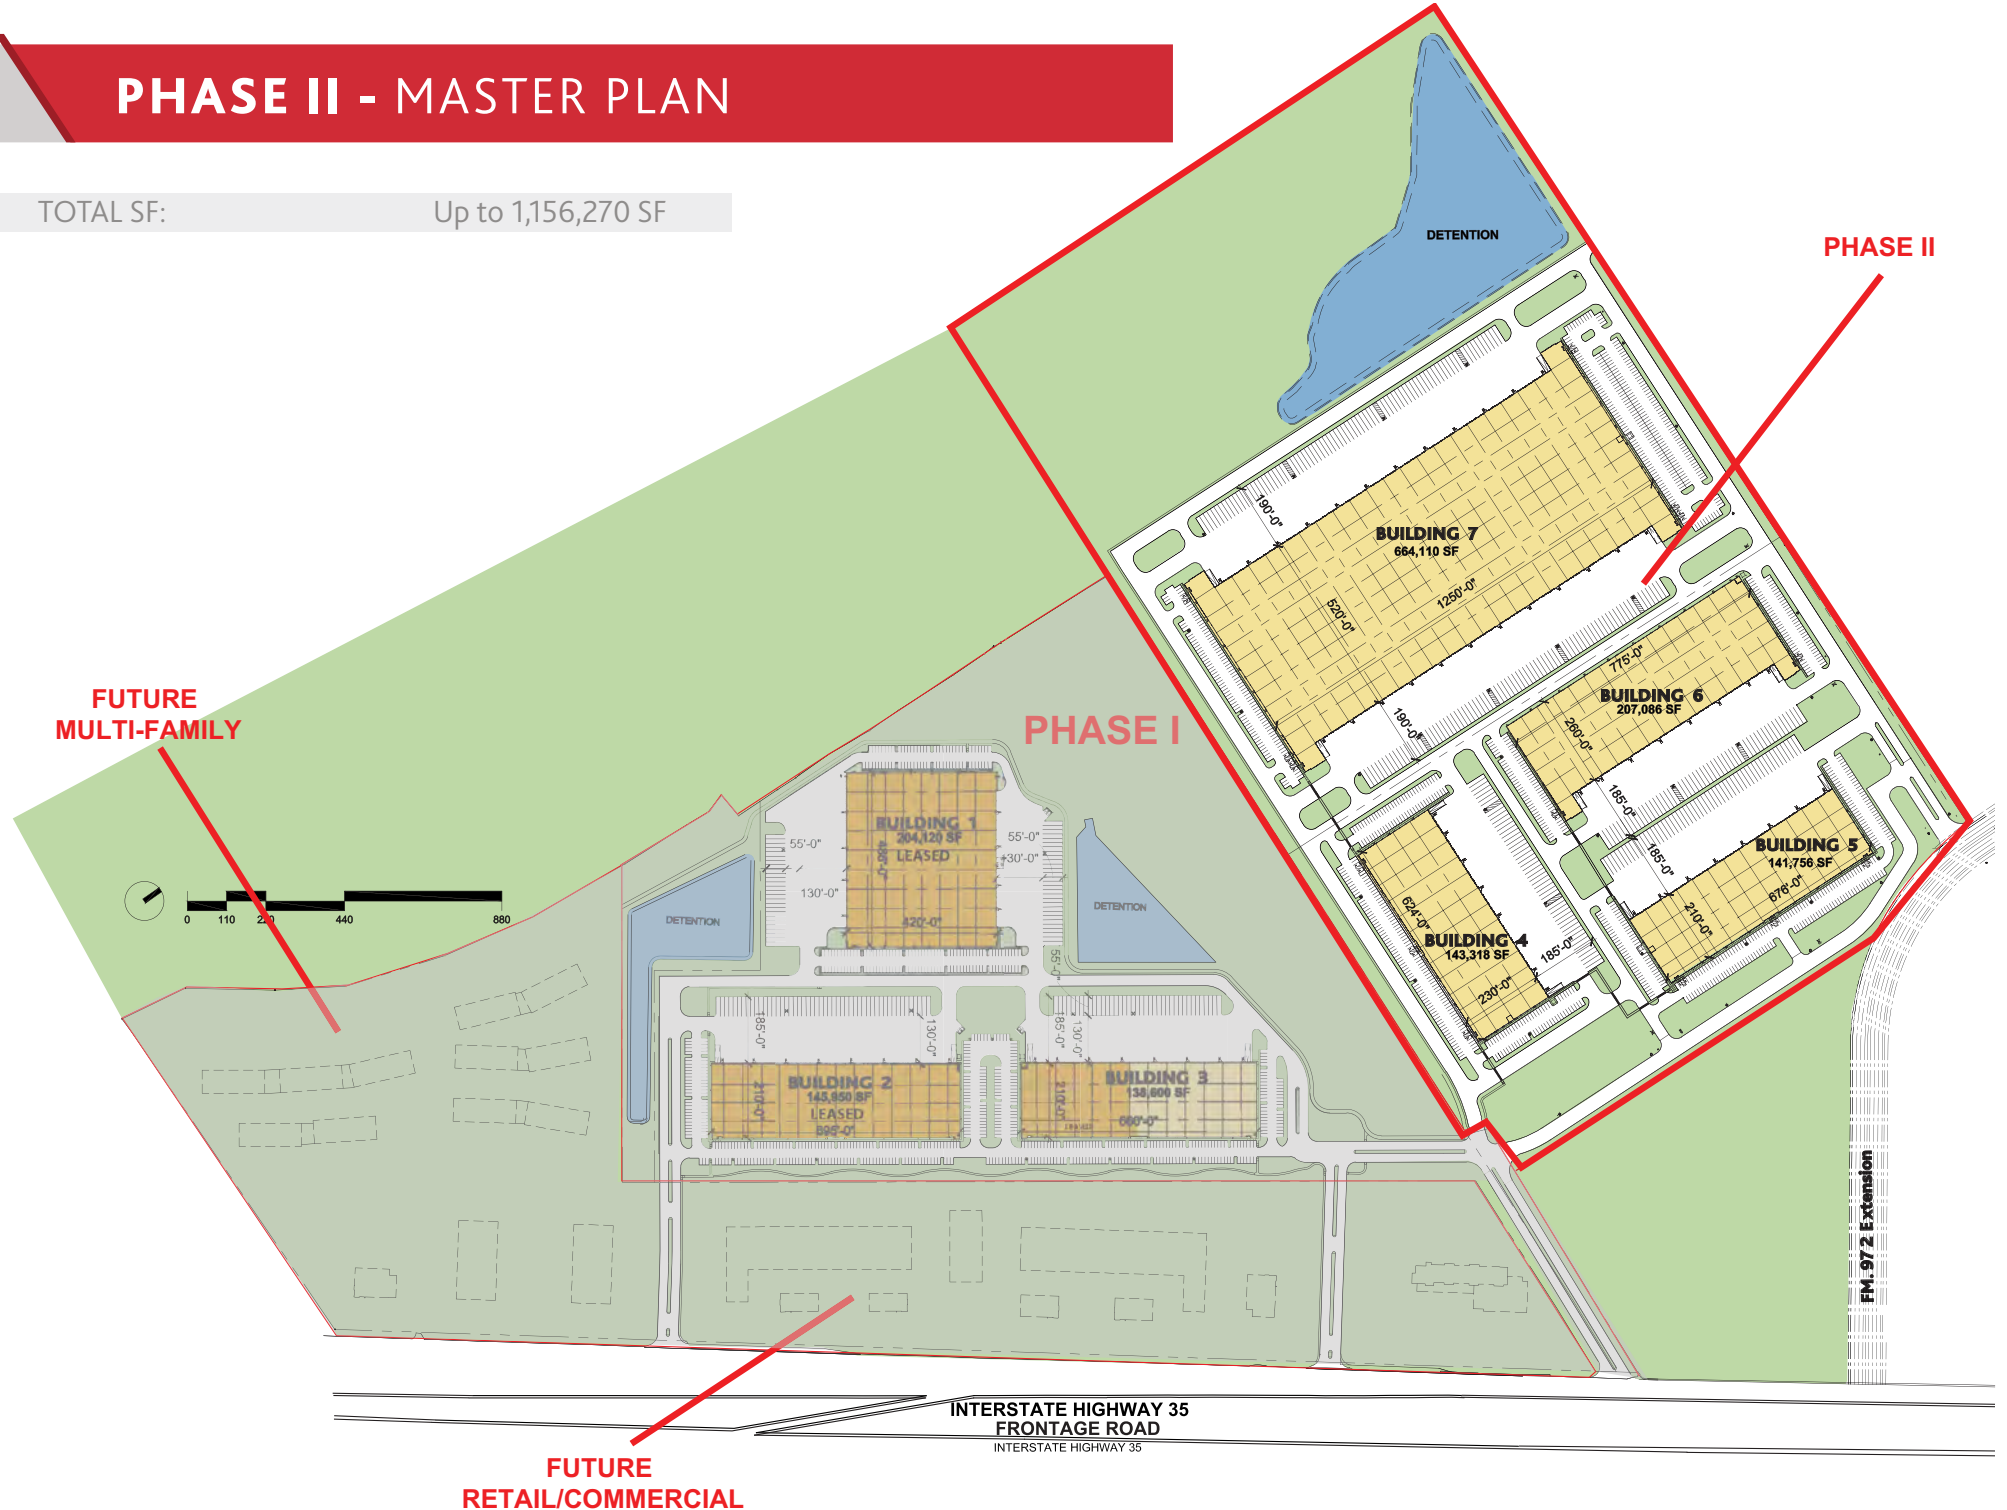 PHASE II - MASTER PLAN
TOTAL SF: Up to 1,156,270 SF
DETENTION
PHASE II
190'-0"
BUILDING 7
664,110 SF
520'-0"
1250'-0"
190'-0"
775'-0"
BUILDING 6
207,086 SF
260'-0"
185'-0"
185'-0"
BUILDING 5
141,756 SF
676'-0"
210'-0"
624'-0"
BUILDING 4
143,318 SF
185'-0"
230'-0"
FUTURE
MULTI-FAMILY
PHASE I
BUILDING 1
204,120 SF
LEASED
55'-0"
130'-0"
486'-0"
420'-0"
55'-0"
130'-0"
55'-0"
DETENTION
DETENTION
0 110 220 440 880
185'-0"
130'-0"
185'-0"
130'-0"
BUILDING 2
145,950 SF
LEASED
210'-0"
695'-0"
BUILDING 3
138,600 SF
210'-0"
660'-0"
FM. 972 Extension
INTERSTATE HIGHWAY 35
FRONTAGE ROAD
INTERSTATE HIGHWAY 35
FUTURE
RETAIL/COMMERCIAL